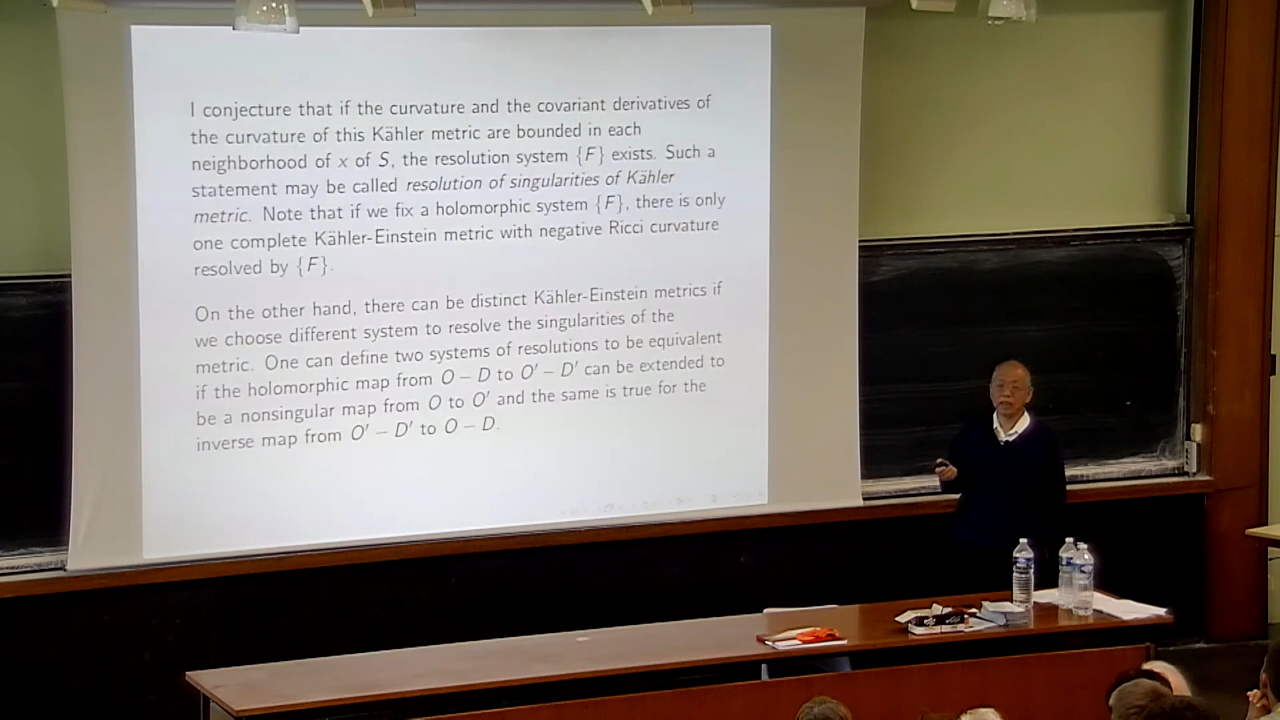 I conjecture that if the curvature and the covariant derivatives of
the curvature of this Kähler metric are bounded in each
neighborhood of x of S, the resolution system {F} exists. Such a
statement may be called resolution of singularities of Kähler
metric. Note that if we fix a holomorphic system {F}, there is only
one complete Kähler-Einstein metric with negative Ricci curvature
resolved by {F}.
On the other hand, there can be distinct Kähler-Einstein metrics if
we choose different system to resolve the singularities of the
metric. One can define two systems of resolutions to be equivalent
if the holomorphic map from O − D to O′ − D′ can be extended to
be a nonsingular map from O to O′ and the same is true for the
inverse map from O′ − D′ to O − D.